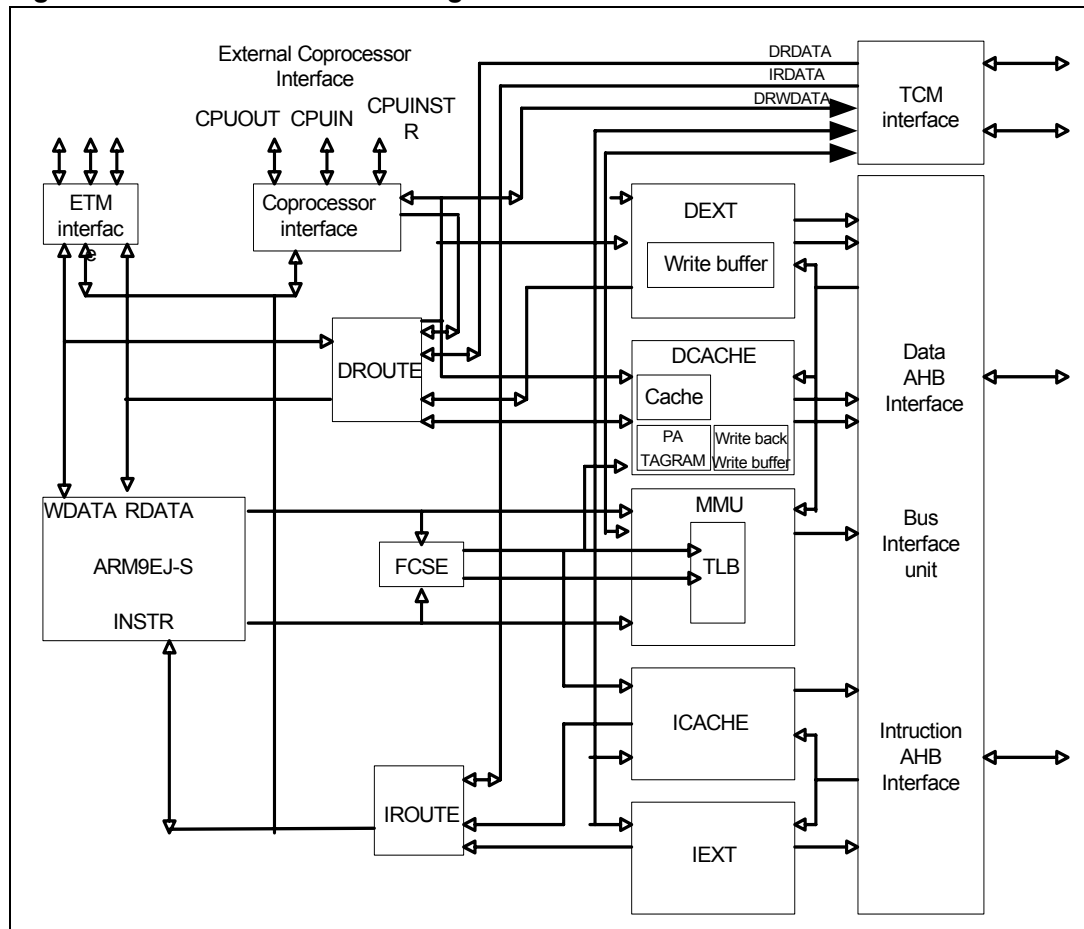 External Coprocessor
Interface
CPUOUT CPUIN CPUINST
R
DRDATA
IRDATA
DRWDATA
TCM
interface
ETM
interfac
e
Coprocessor
interface
DEXT
Write buffer
DROUTE
DCACHE
Cache
PA
TAGRAM
Write back
Write buffer
Data
AHB
Interface
WDATA RDATA
ARM9EJ-S
INSTR
FCSE
MMU
TLB
Bus
Interface
unit
ICACHE
IROUTE
IEXT
Intruction
AHB
Interface